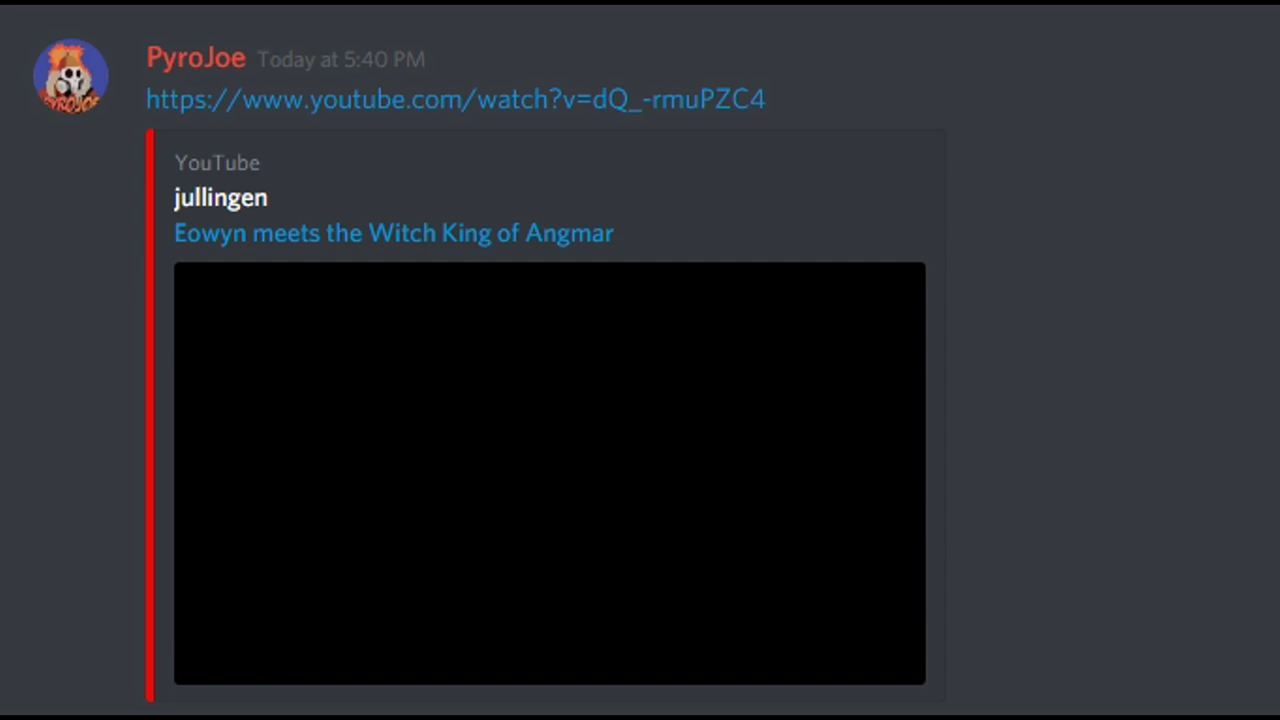 PyroJoe Today at 5:40 PM
https://www.youtube.com/watch?v=dQ_-rmuPZC4
YouTube
jullingen
Eowyn meets the Witch King of Angmar
PYROJOE